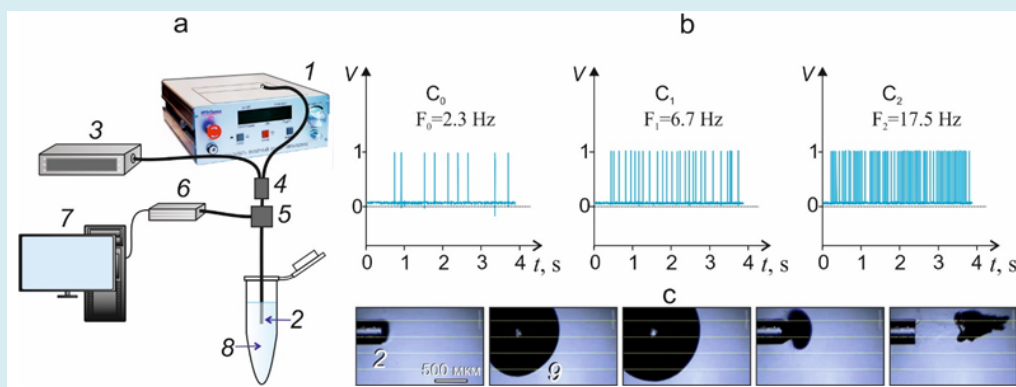 a
1
3
4
5
6
7
2
8
b
V
C₀
F₀=2.3 Hz
1
0
0 1 2 3 4 t, s
V
C₁
F₁=6.7 Hz
1
0
0 1 2 3 4 t, s
V
C₂
F₂=17.5 Hz
1
0
0 1 2 3 4 t, s
c
2
500 мкм
9